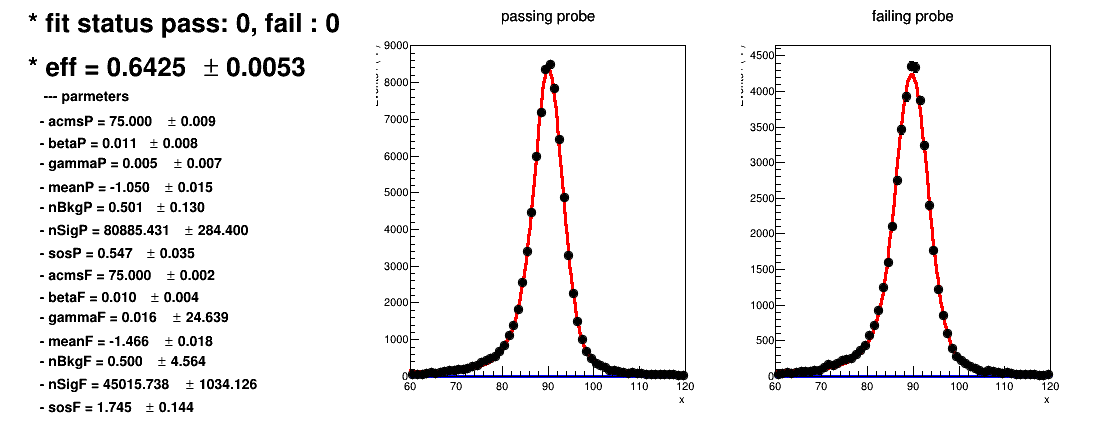 * fit status pass: 0, fail : 0
* eff = 0.6425 ± 0.0053
--- parmeters
- acmsP = 75.000 ± 0.009
- betaP = 0.011 ± 0.008
- gammaP = 0.005 ± 0.007
- meanP = -1.050 ± 0.015
- nBkgP = 0.501 ± 0.130
- nSigP = 80885.431 ± 284.400
- sosP = 0.547 ± 0.035
- acmsF = 75.000 ± 0.002
- betaF = 0.010 ± 0.004
- gammaF = 0.016 ± 24.639
- meanF = -1.466 ± 0.018
- nBkgF = 0.500 ± 4.564
- nSigF = 45015.738 ± 1034.126
- sosF = 1.745 ± 0.144
passing probe
9000
8000
7000
6000
5000
4000
3000
2000
1000
0
60 70 80 90 100 110 120
x
failing probe
4500
4000
3500
3000
2500
2000
1500
1000
500
0
60 70 80 90 100 110 120
x